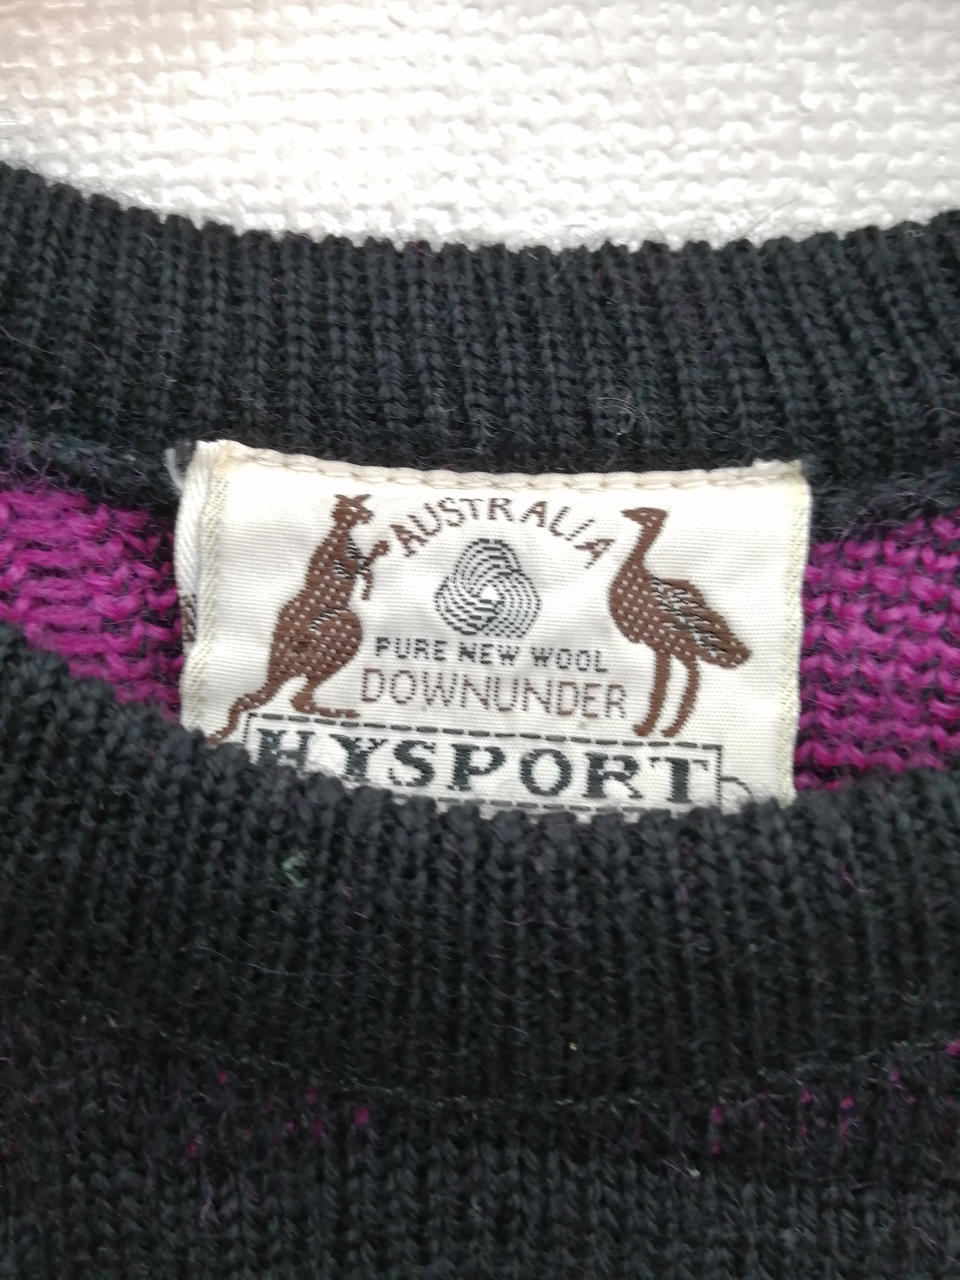 AUSTRALIA
PURE NEW WOOL
DOWNUNDER
HYSPORT